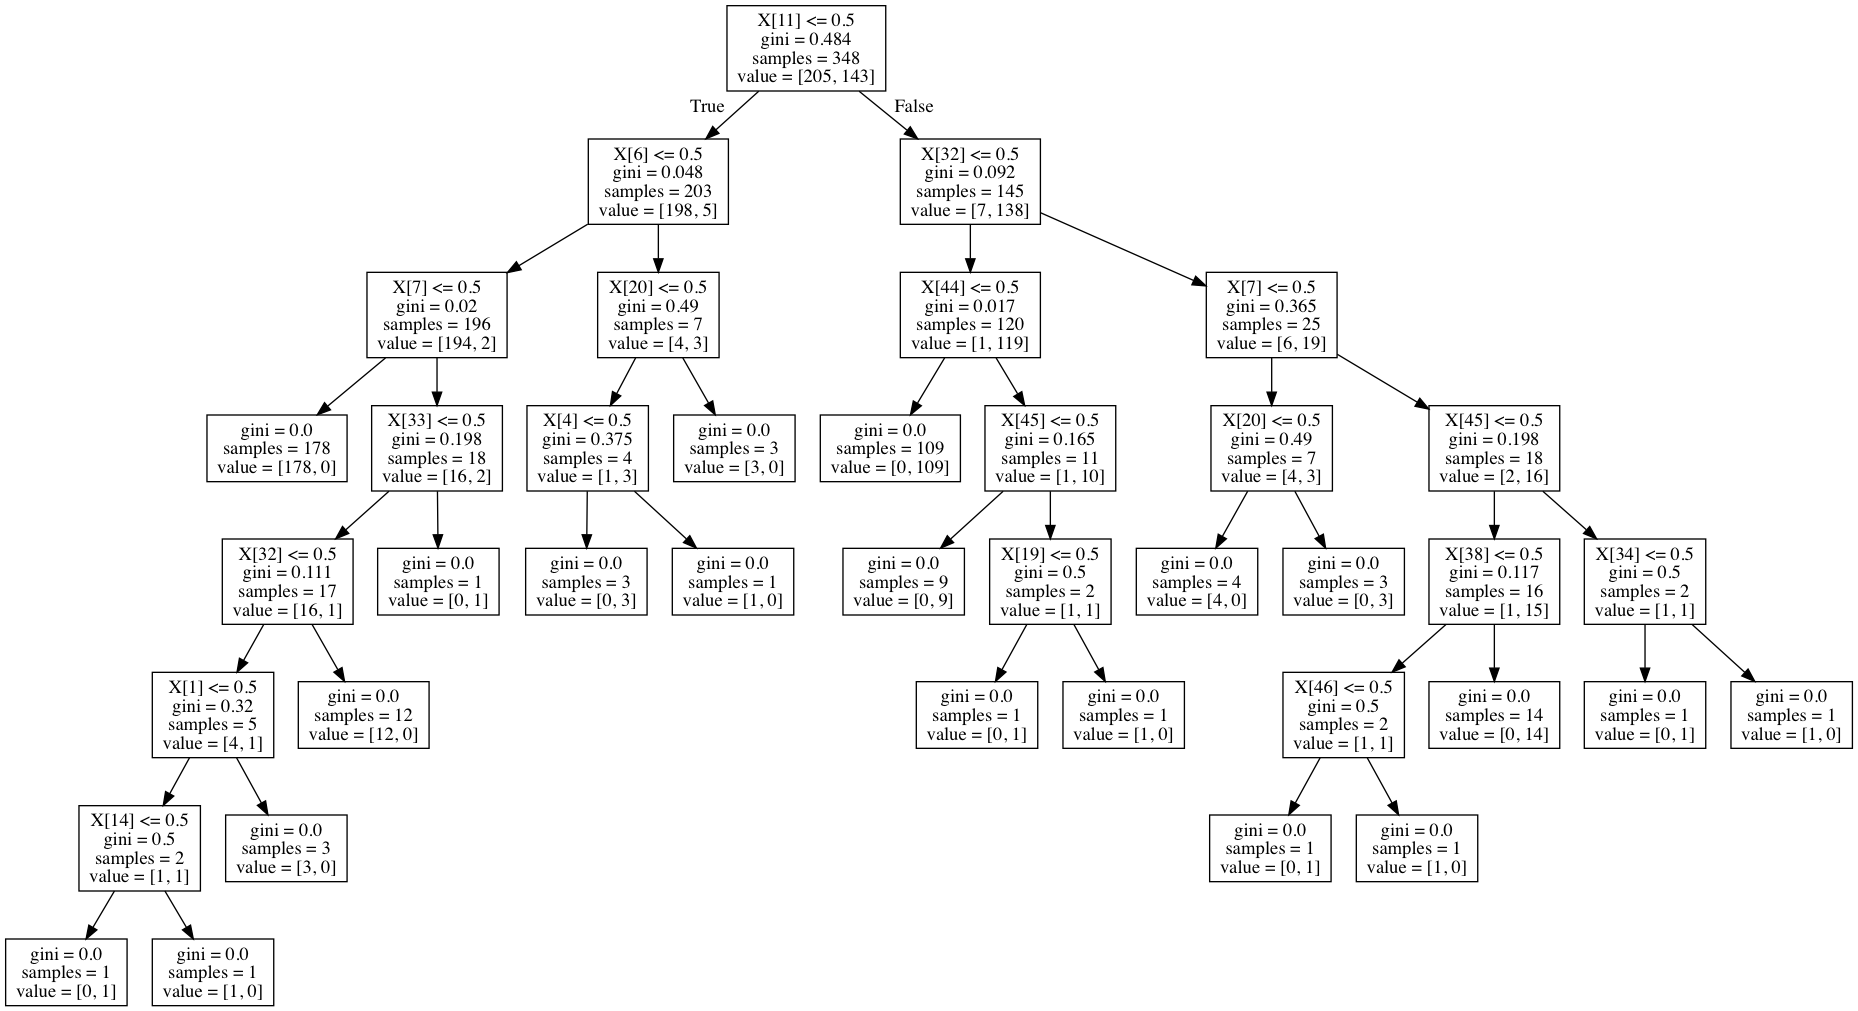 X[11] <= 0.5
gini = 0.484
samples = 348
value = [205, 143]
True
False
X[6] <= 0.5
gini = 0.048
samples = 203
value = [198, 5]
X[32] <= 0.5
gini = 0.092
samples = 145
value = [7, 138]
X[7] <= 0.5
gini = 0.02
samples = 196
value = [194, 2]
X[20] <= 0.5
gini = 0.49
samples = 7
value = [4, 3]
X[44] <= 0.5
gini = 0.017
samples = 120
value = [1, 119]
X[7] <= 0.5
gini = 0.365
samples = 25
value = [6, 19]
gini = 0.0
samples = 178
value = [178, 0]
X[33] <= 0.5
gini = 0.198
samples = 18
value = [16, 2]
X[4] <= 0.5
gini = 0.375
samples = 4
value = [1, 3]
gini = 0.0
samples = 3
value = [3, 0]
gini = 0.0
samples = 109
value = [0, 109]
X[45] <= 0.5
gini = 0.165
samples = 11
value = [1, 10]
X[20] <= 0.5
gini = 0.49
samples = 7
value = [4, 3]
X[45] <= 0.5
gini = 0.198
samples = 18
value = [2, 16]
X[32] <= 0.5
gini = 0.111
samples = 17
value = [16, 1]
gini = 0.0
samples = 1
value = [0, 1]
gini = 0.0
samples = 3
value = [0, 3]
gini = 0.0
samples = 1
value = [1, 0]
gini = 0.0
samples = 9
value = [0, 9]
X[19] <= 0.5
gini = 0.5
samples = 2
value = [1, 1]
gini = 0.0
samples = 4
value = [4, 0]
gini = 0.0
samples = 3
value = [0, 3]
X[38] <= 0.5
gini = 0.117
samples = 16
value = [1, 15]
X[34] <= 0.5
gini = 0.5
samples = 2
value = [1, 1]
X[1] <= 0.5
gini = 0.32
samples = 5
value = [4, 1]
gini = 0.0
samples = 12
value = [12, 0]
gini = 0.0
samples = 1
value = [0, 1]
gini = 0.0
samples = 1
value = [1, 0]
X[46] <= 0.5
gini = 0.5
samples = 2
value = [1, 1]
gini = 0.0
samples = 14
value = [0, 14]
gini = 0.0
samples = 1
value = [0, 1]
gini = 0.0
samples = 1
value = [1, 0]
X[14] <= 0.5
gini = 0.5
samples = 2
value = [1, 1]
gini = 0.0
samples = 3
value = [3, 0]
gini = 0.0
samples = 1
value = [0, 1]
gini = 0.0
samples = 1
value = [1, 0]
gini = 0.0
samples = 1
value = [0, 1]
gini = 0.0
samples = 1
value = [1, 0]